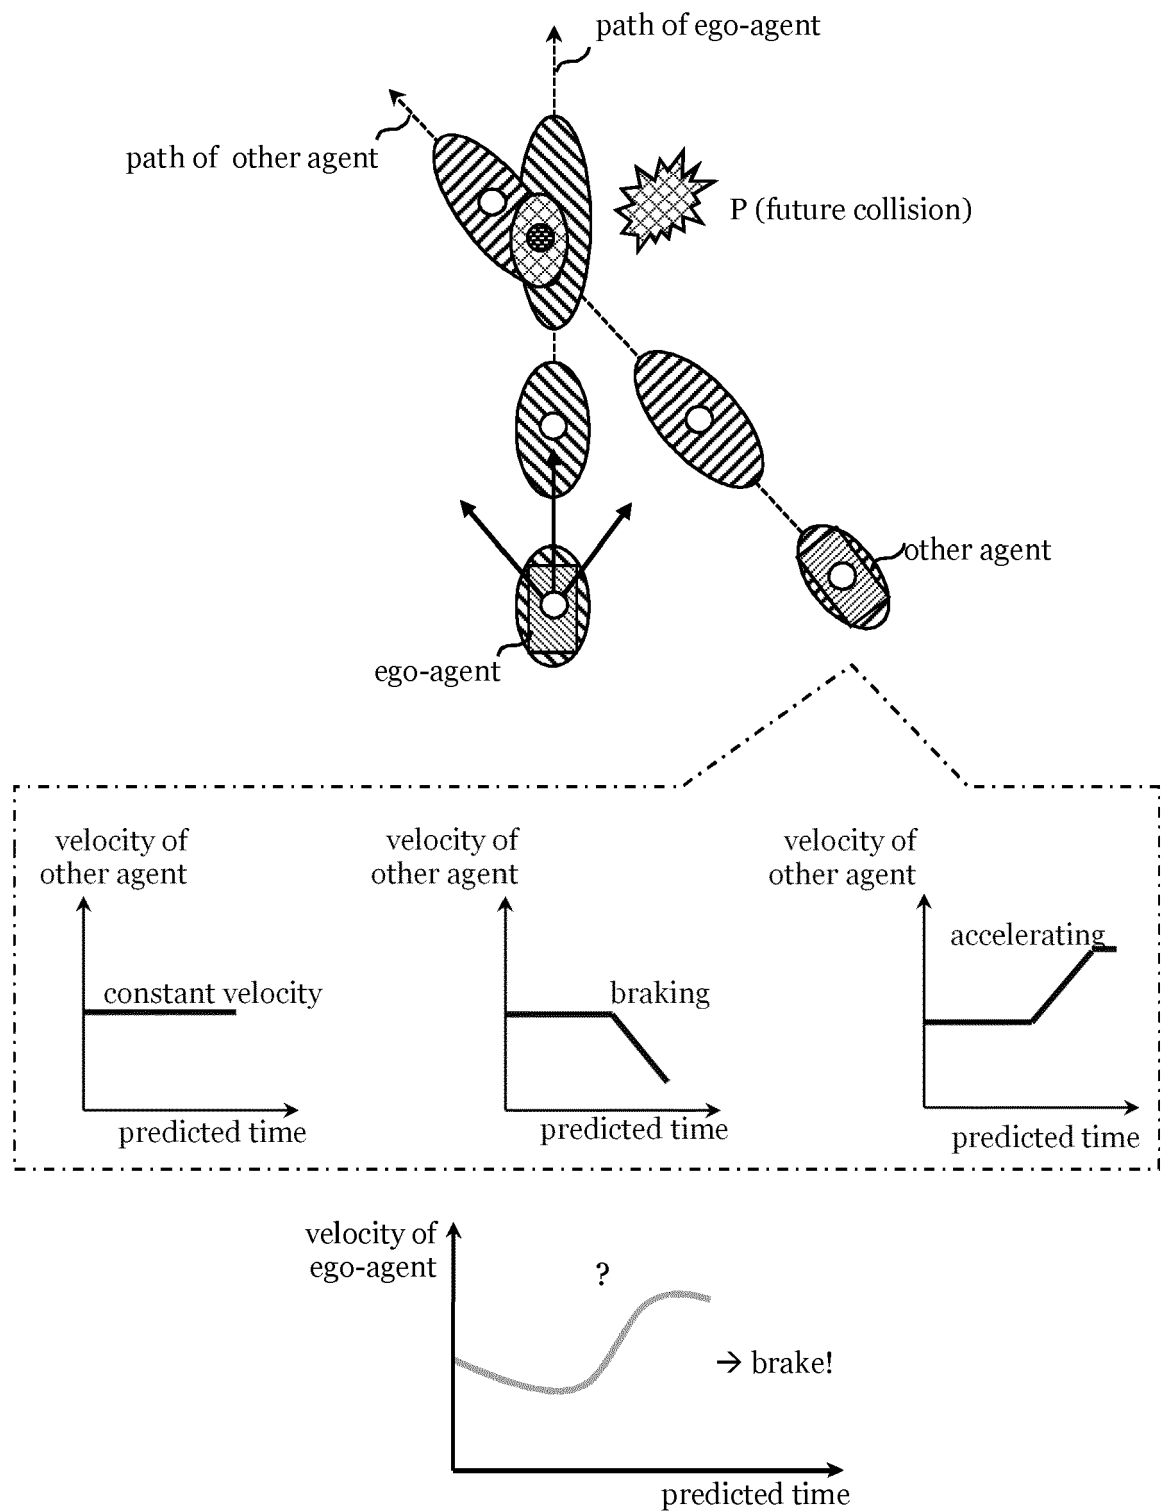 path of ego-agent
path of other agent
P (future collision)
other agent
ego-agent
velocity of
other agent
constant velocity
predicted time
velocity of
other agent
braking
predicted time
velocity of
other agent
accelerating
predicted time
velocity of
ego-agent
?
→ brake!
predicted time